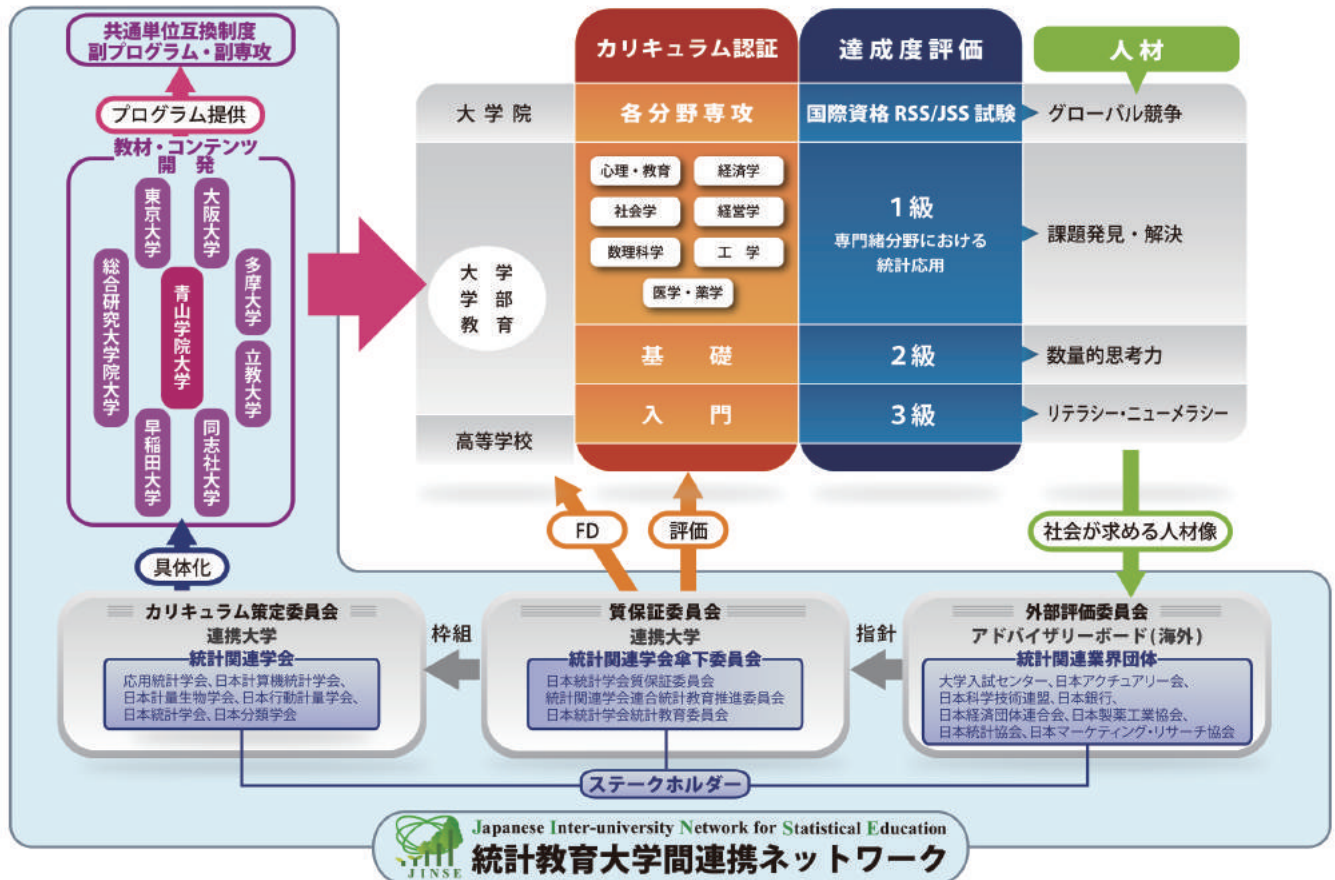 共通単位互換制度
副プログラム・副専攻
プログラム提供
教材・コンテンツ
開発
東京大学
大阪大学
総合研究大学院大学
青山学院大学
多摩大学
立教大学
早稲田大学
同志社大学
具体化
カリキュラム認証
達成度評価
人材
大学院
各分野専攻
国際資格 RSS/JSS 試験
グローバル競争
大学
学部
教育
心理・教育
経済学
社会学
経営学
数理科学
工学
医学・薬学
1級
専門緒分野における
統計応用
課題発見・解決
基礎
2級
数量的思考力
入門
3級
リテラシー・ニューメラシー
高等学校
FD
評価
社会が求める人材像
カリキュラム策定委員会
連携大学
統計関連学会
応用統計学会、日本計算機統計学会、
日本計量生物学会、日本行動計量学会、
日本統計学会、日本分類学会
枠組
質保証委員会
連携大学
統計関連学会傘下委員会
日本統計学会質保証委員会
統計関連学会連合統計教育推進委員会
日本統計学会統計教育委員会
指針
外部評価委員会
アドバイザリーボード(海外)
統計関連業界団体
大学入試センター、日本アクチュアリー会、
日本科学技術連盟、日本銀行、
日本経済団体連合会、日本製薬工業協会、
日本統計協会、日本マーケティング・リサーチ協会
ステークホルダー
JINSE
Japanese Inter-university Network for Statistical Education
統計教育大学間連携ネットワーク